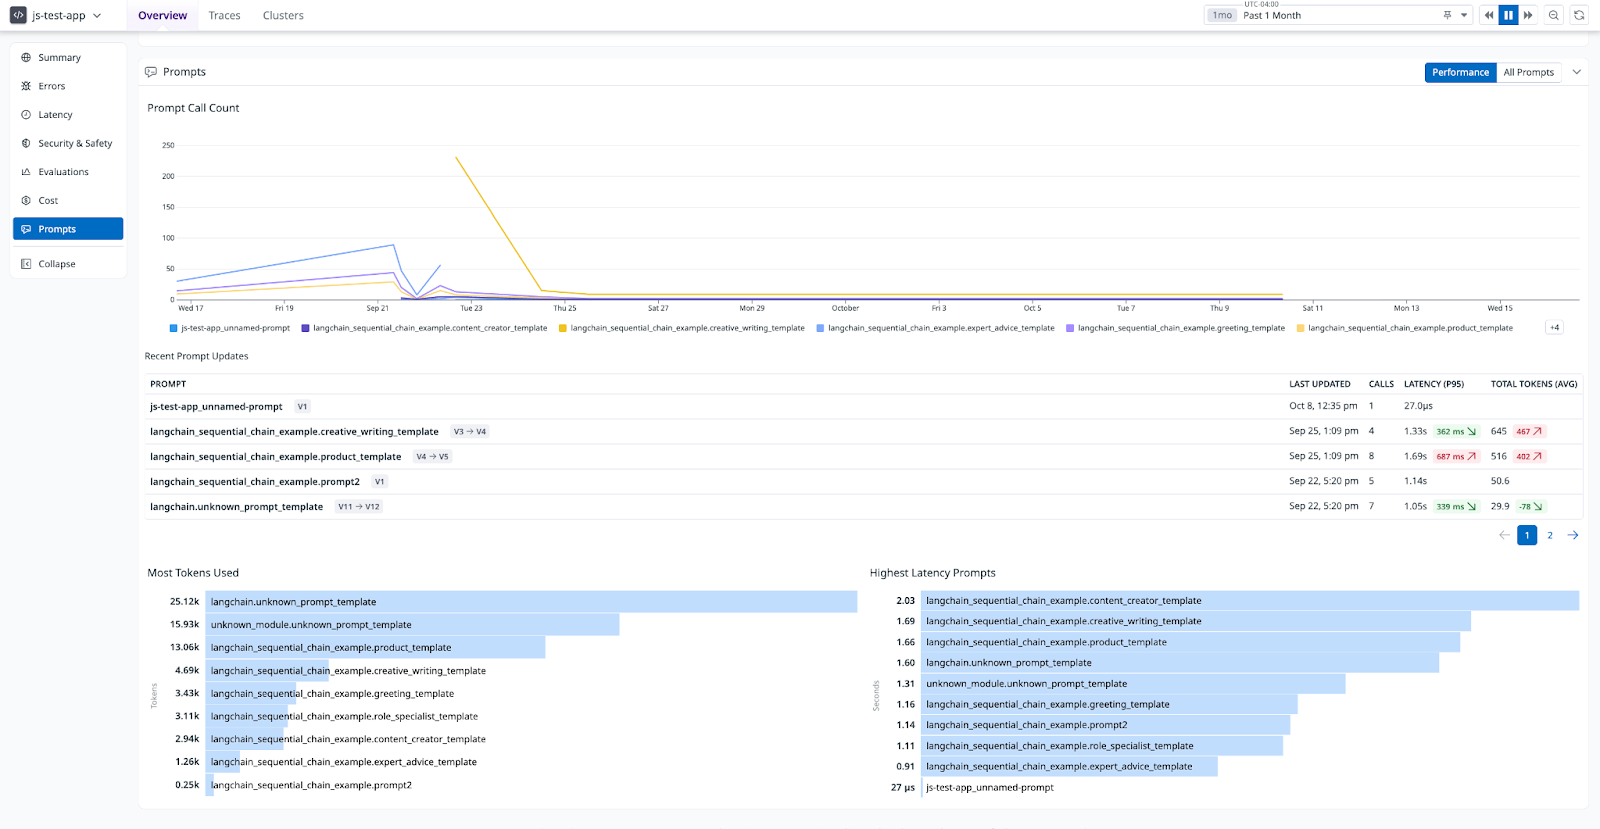 js-test-app
Overview
Traces
Clusters
UTC-04:00
1mo Past 1 Month
Summary
Errors
Latency
Security & Safety
Evaluations
Cost
Prompts
Collapse
Prompts
Performance
All Prompts
Prompt Call Count
250
200
150
100
50
0
Wed 17 Fri 19 Sep 21 Tue 23 Thu 25 Sat 27 Mon 29 October Fri 3 Oct 5 Tue 7 Thu 9 Sat 11 Mon 13 Wed 15
js-test-app_unnamed-prompt langchain_sequential_chain_example.content_creator_template langchain_sequential_chain_example.creative_writing_template langchain_sequential_chain_example.expert_advice_template langchain_sequential_chain_example.greeting_template langchain_sequential_chain_example.product_template +4
Recent Prompt Updates
PROMPT LAST UPDATED CALLS LATENCY (P95) TOTAL TOKENS (AVG)
js-test-app_unnamed-prompt V1 Oct 8, 12:35 pm 1 27.0µs
langchain_sequential_chain_example.creative_writing_template V3 → V4 Sep 25, 1:09 pm 4 1.33s 362 ms ↘ 645 467 ↗
langchain_sequential_chain_example.product_template V4 → V5 Sep 25, 1:09 pm 8 1.69s 687 ms ↗ 516 402 ↗
langchain_sequential_chain_example.prompt2 V1 Sep 22, 5:20 pm 5 1.14s 50.6
langchain.unknown_prompt_template V11 → V12 Sep 22, 5:20 pm 7 1.05s 339 ms ↘ 29.9 -78 ↘
← 1 2 →
Most Tokens Used
25.12k langchain.unknown_prompt_template
15.93k unknown_module.unknown_prompt_template
13.06k langchain_sequential_chain_example.product_template
4.69k langchain_sequential_chain_example.creative_writing_template
3.43k langchain_sequential_chain_example.greeting_template
3.11k langchain_sequential_chain_example.role_specialist_template
2.94k langchain_sequential_chain_example.content_creator_template
1.26k langchain_sequential_chain_example.expert_advice_template
0.25k langchain_sequential_chain_example.prompt2
Tokens
Highest Latency Prompts
2.03 langchain_sequential_chain_example.content_creator_template
1.69 langchain_sequential_chain_example.creative_writing_template
1.66 langchain_sequential_chain_example.product_template
1.60 langchain.unknown_prompt_template
1.31 unknown_module.unknown_prompt_template
1.16 langchain_sequential_chain_example.greeting_template
1.14 langchain_sequential_chain_example.prompt2
1.11 langchain_sequential_chain_example.role_specialist_template
0.91 langchain_sequential_chain_example.expert_advice_template
27 µs js-test-app_unnamed-prompt
Seconds